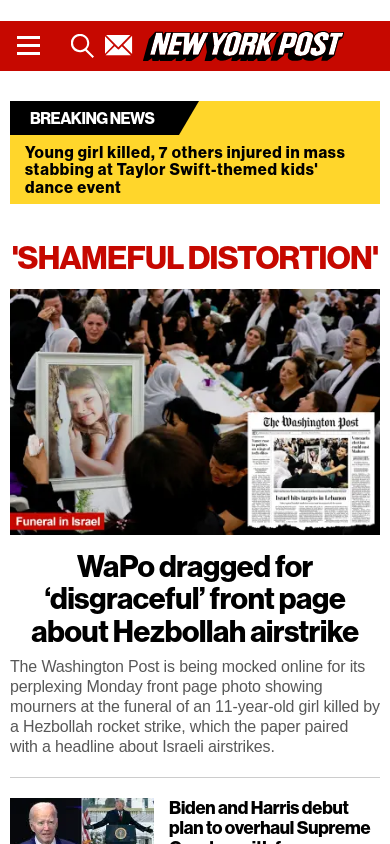 NEW YORK POST
BREAKING NEWS
Young girl killed, 7 others injured in mass
stabbing at Taylor Swift-themed kids'
dance event
'SHAMEFUL DISTORTION'
The Washington Post
Israel hits targets in Lebanon
Funeral in Israel
WaPo dragged for
‘disgraceful’ front page
about Hezbollah airstrike
The Washington Post is being mocked online for its
perplexing Monday front page photo showing
mourners at the funeral of an 11-year-old girl killed by
a Hezbollah rocket strike, which the paper paired
with a headline about Israeli airstrikes.
Biden and Harris debut
plan to overhaul Supreme